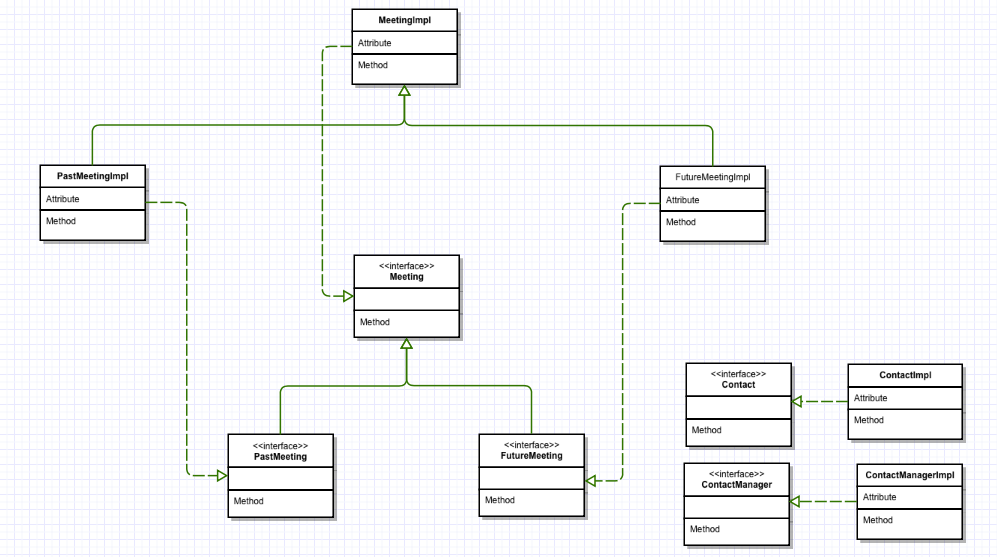 MeetingImpl
Attribute
Method
PastMeetingImpl
Attribute
Method
FutureMeetingImpl
Attribute
Method
<<interface>>
Meeting
Method
<<interface>>
Contact
Method
ContactImpl
Attribute
Method
<<interface>>
PastMeeting
Method
<<interface>>
FutureMeeting
Method
<<interface>>
ContactManager
Method
ContactManagerImpl
Attribute
Method